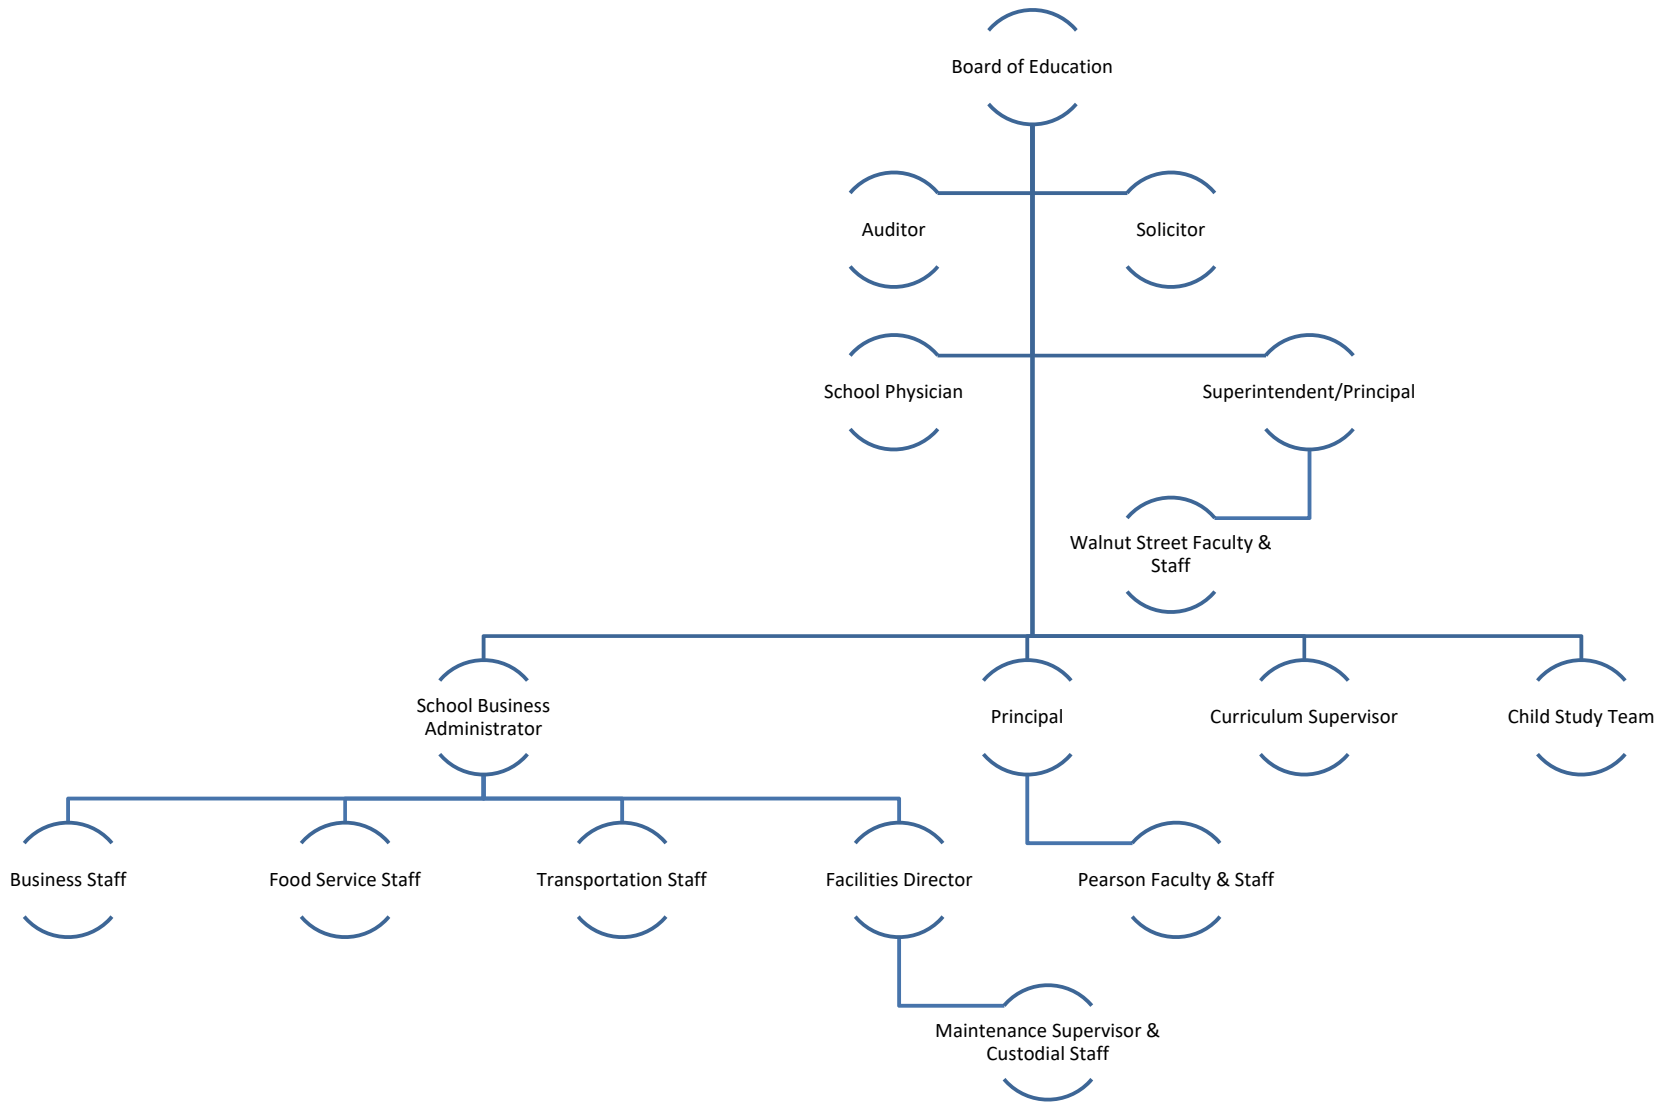 Board of Education
Auditor
Solicitor
School Physician
Superintendent/Principal
Walnut Street Faculty &
Staff
School Business
Administrator
Principal
Curriculum Supervisor
Child Study Team
Business Staff
Food Service Staff
Transportation Staff
Facilities Director
Pearson Faculty & Staff
Maintenance Supervisor &
Custodial Staff